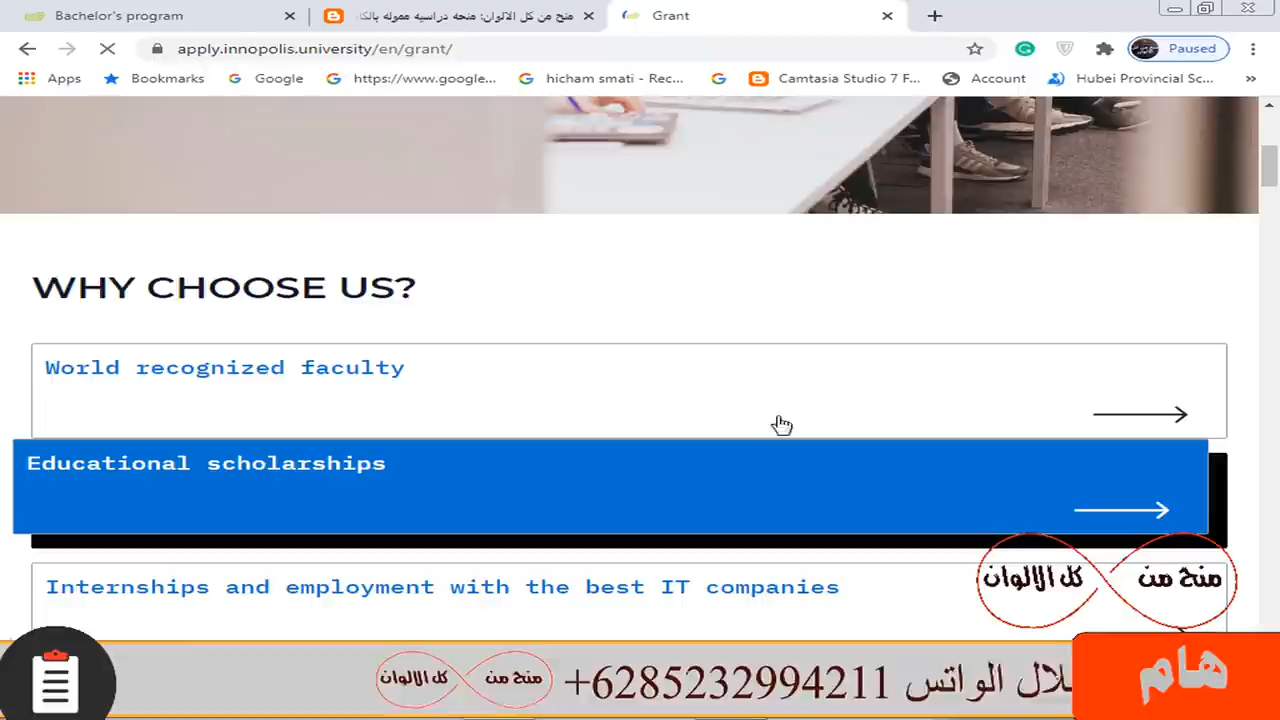 Bachelor's program
منح من كل الالوان: منحه دراسيه مموله بالكا
Grant
apply.innopolis.university/en/grant/
Paused
Apps
Bookmarks
Google
https://www.google...
hicham smati - Rec...
Camtasia Studio 7 F...
Account
Hubei Provincial Sc...
»
WHY CHOOSE US?
World recognized faculty
Educational scholarships
Internships and employment with the best IT companies
منح من كل الالوان
منح من كل الالوان
لال الواتس 6285232994211+
هام